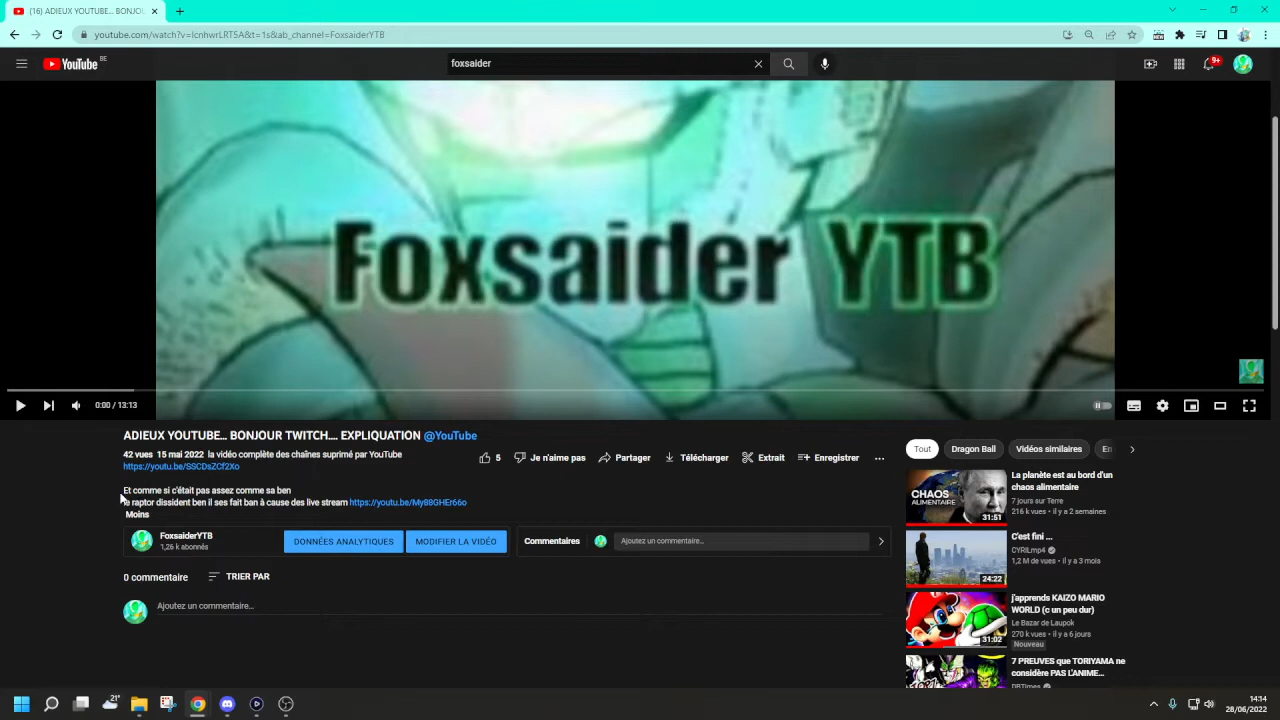 (16) ADIEUX YOUTUBE... BONJOU
youtube.com/watch?v=lcnhwrLRTSA&t=1s&ab_channel=FoxsaiderYTB
YouTube BE
foxsaider
9+
Foxsaider YTB
0:00 / 13:13
ADIEUX YOUTUBE... BONJOUR TWITCH.... EXPLIQUATION @YouTube
42 vues 15 mai 2022 la vidéo complète des chaînes suprimé par YouTube
https://youtu.be/SSCDsZCf2Xo
5
Je n'aime pas
Partager
Télécharger
Extrait
Enregistrer
Et comme si c'était pas assez comme sa ben
raptor dissident ben il ses fait ban à cause des live stream https://youtu.be/My88GHEr66o
Moins
FoxsaiderYTB
1,26 k abonnés
DONNÉES ANALYTIQUES
MODIFIER LA VIDÉO
Commentaires
Ajoutez un commentaire...
0 commentaire
TRIER PAR
Ajoutez un commentaire...
Tout
Dragon Ball
Vidéos similaires
En
CHAOS
ALIMENTAIRE
31:51
La planète est au bord d'un
chaos alimentaire
7 jours sur Terre
216 k vues • il y a 2 semaines
24:22
C'est fini ...
CYRILmp4
1,2 M de vues • il y a 3 mois
31:02
j'apprends KAIZO MARIO
WORLD (c un peu dur)
Le Bazar de Laupok
270 k vues • il y a 6 jours
Nouveau
7 PREUVES que TORIYAMA ne
considère PAS L'ANIME...
DBTimes
21°
14:14
28/06/2022